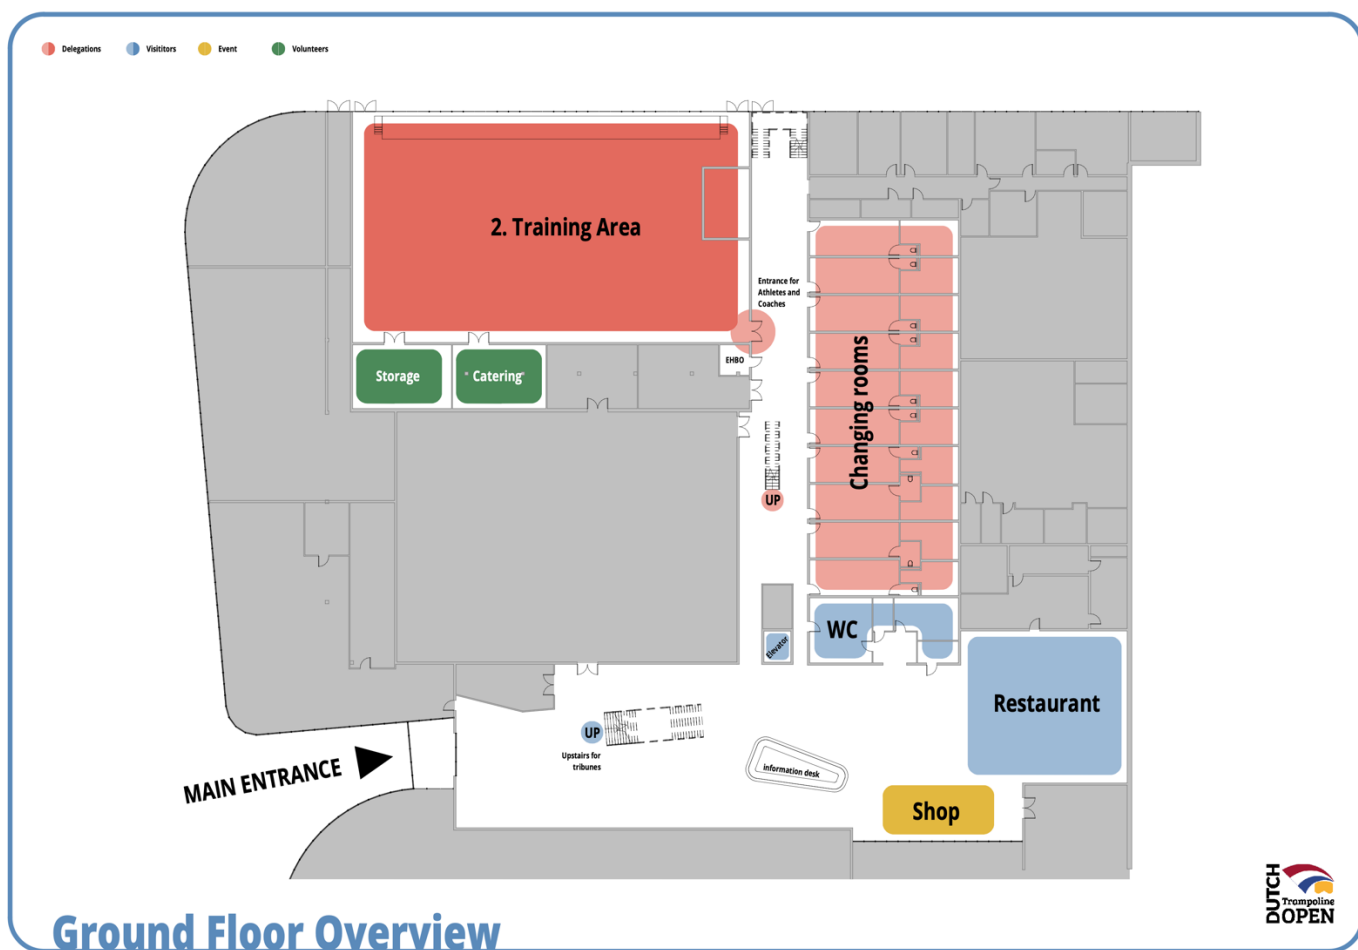 Delegations
Visititors
Event
Volunteers
2. Training Area
Entrance for
Athletes and
Coaches
EHBO
Storage
Catering
Changing rooms
UP
WC
Elevator
Restaurant
UP
Upstairs for
tribunes
information desk
MAIN ENTRANCE
Shop
DUTCH
Trampoline
OPEN
Ground Floor Overview